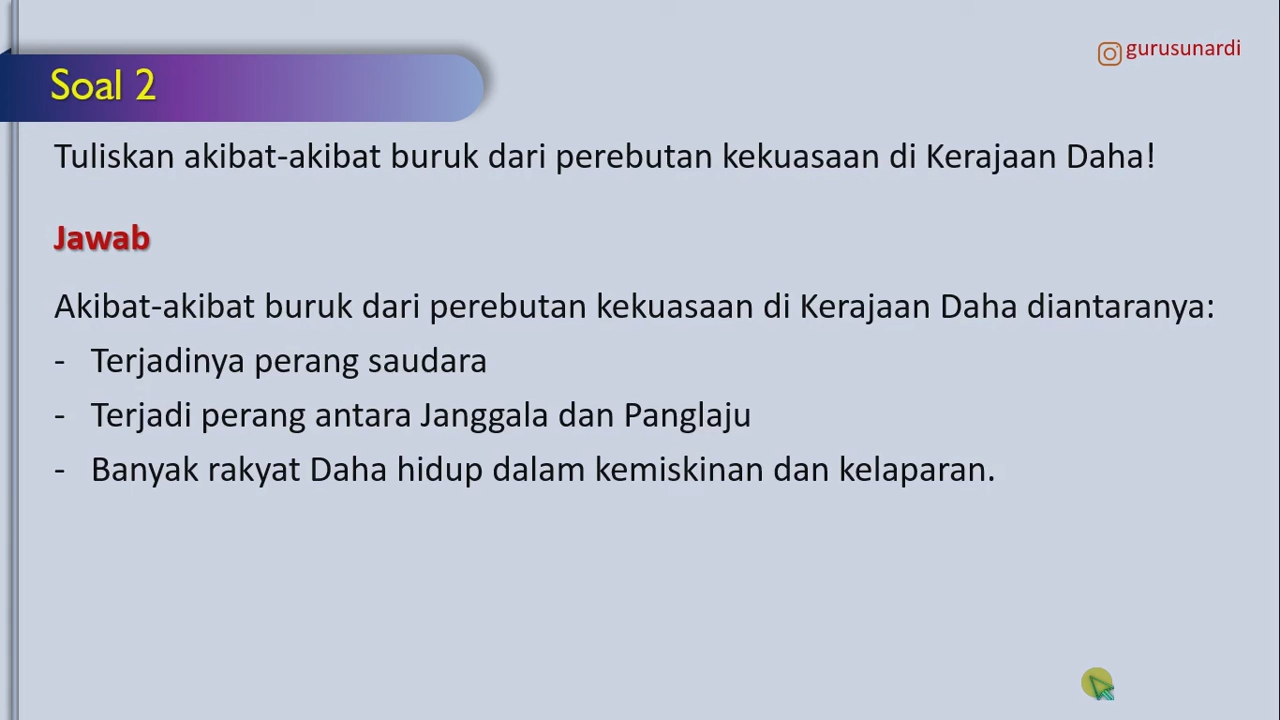 gurusunardi
Soal 2
Tuliskan akibat-akibat buruk dari perebutan kekuasaan di Kerajaan Daha!
Jawab
Akibat-akibat buruk dari perebutan kekuasaan di Kerajaan Daha diantaranya:
- Terjadinya perang saudara
- Terjadi perang antara Janggala dan Panglaju
- Banyak rakyat Daha hidup dalam kemiskinan dan kelaparan.